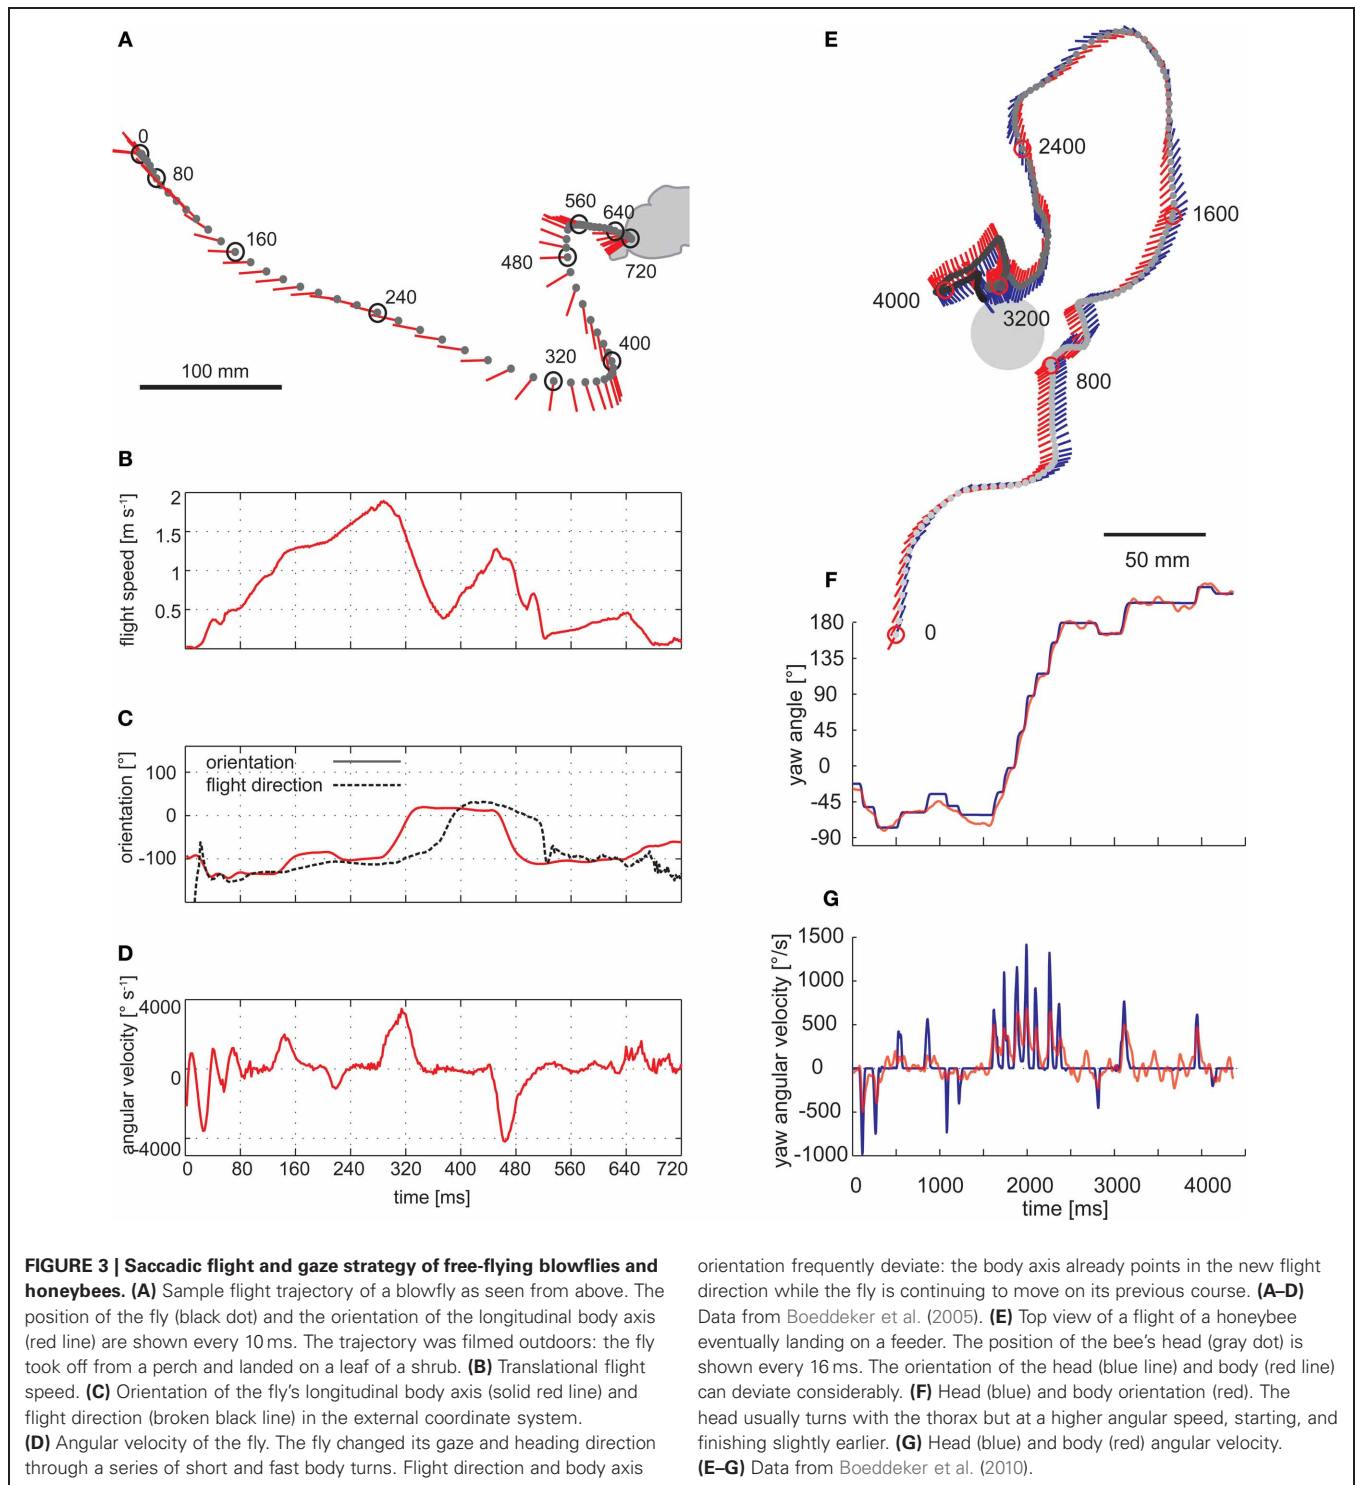 A
0
80
160
240
320
400
480
560
640
720
100 mm
B
flight speed [m s⁻¹]
2
1.5
1
0.5
C
orientation [°]
100
0
-100
orientation
flight direction
D
angular velocity [° s⁻¹]
4000
0
-4000
0 80 160 240 320 400 480 560 640 720
time [ms]
E
2400
1600
4000
3200
800
50 mm
0
F
yaw angle [°]
180
135
90
45
0
-45
-90
G
yaw angular velocity [°/s]
1500
1000
500
0
-500
-1000
0 1000 2000 3000 4000
time [ms]
FIGURE 3 | Saccadic flight and gaze strategy of free-flying blowflies and
honeybees. (A) Sample flight trajectory of a blowfly as seen from above. The
position of the fly (black dot) and the orientation of the longitudinal body axis
(red line) are shown every 10 ms. The trajectory was filmed outdoors: the fly
took off from a perch and landed on a leaf of a shrub. (B) Translational flight
speed. (C) Orientation of the fly's longitudinal body axis (solid red line) and
flight direction (broken black line) in the external coordinate system.
(D) Angular velocity of the fly. The fly changed its gaze and heading direction
through a series of short and fast body turns. Flight direction and body axis
orientation frequently deviate: the body axis already points in the new flight
direction while the fly is continuing to move on its previous course. (A–D)
Data from Boeddeker et al. (2005). (E) Top view of a flight of a honeybee
eventually landing on a feeder. The position of the bee's head (gray dot) is
shown every 16 ms. The orientation of the head (blue line) and body (red line)
can deviate considerably. (F) Head (blue) and body orientation (red). The
head usually turns with the thorax but at a higher angular speed, starting, and
finishing slightly earlier. (G) Head (blue) and body (red) angular velocity.
(E–G) Data from Boeddeker et al. (2010).